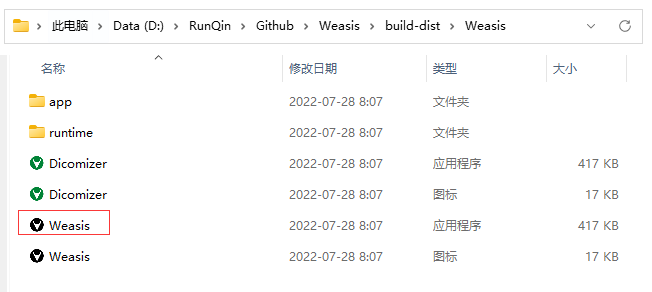 此电脑 > Data (D:) > RunQin > Github > Weasis > build-dist > Weasis
名称 修改日期 类型 大小
app 2022-07-28 8:07 文件夹
runtime 2022-07-28 8:07 文件夹
Dicomizer 2022-07-28 8:07 应用程序 417 KB
Dicomizer 2022-07-28 8:07 图标 17 KB
Weasis 2022-07-28 8:07 应用程序 417 KB
Weasis 2022-07-28 8:07 图标 17 KB